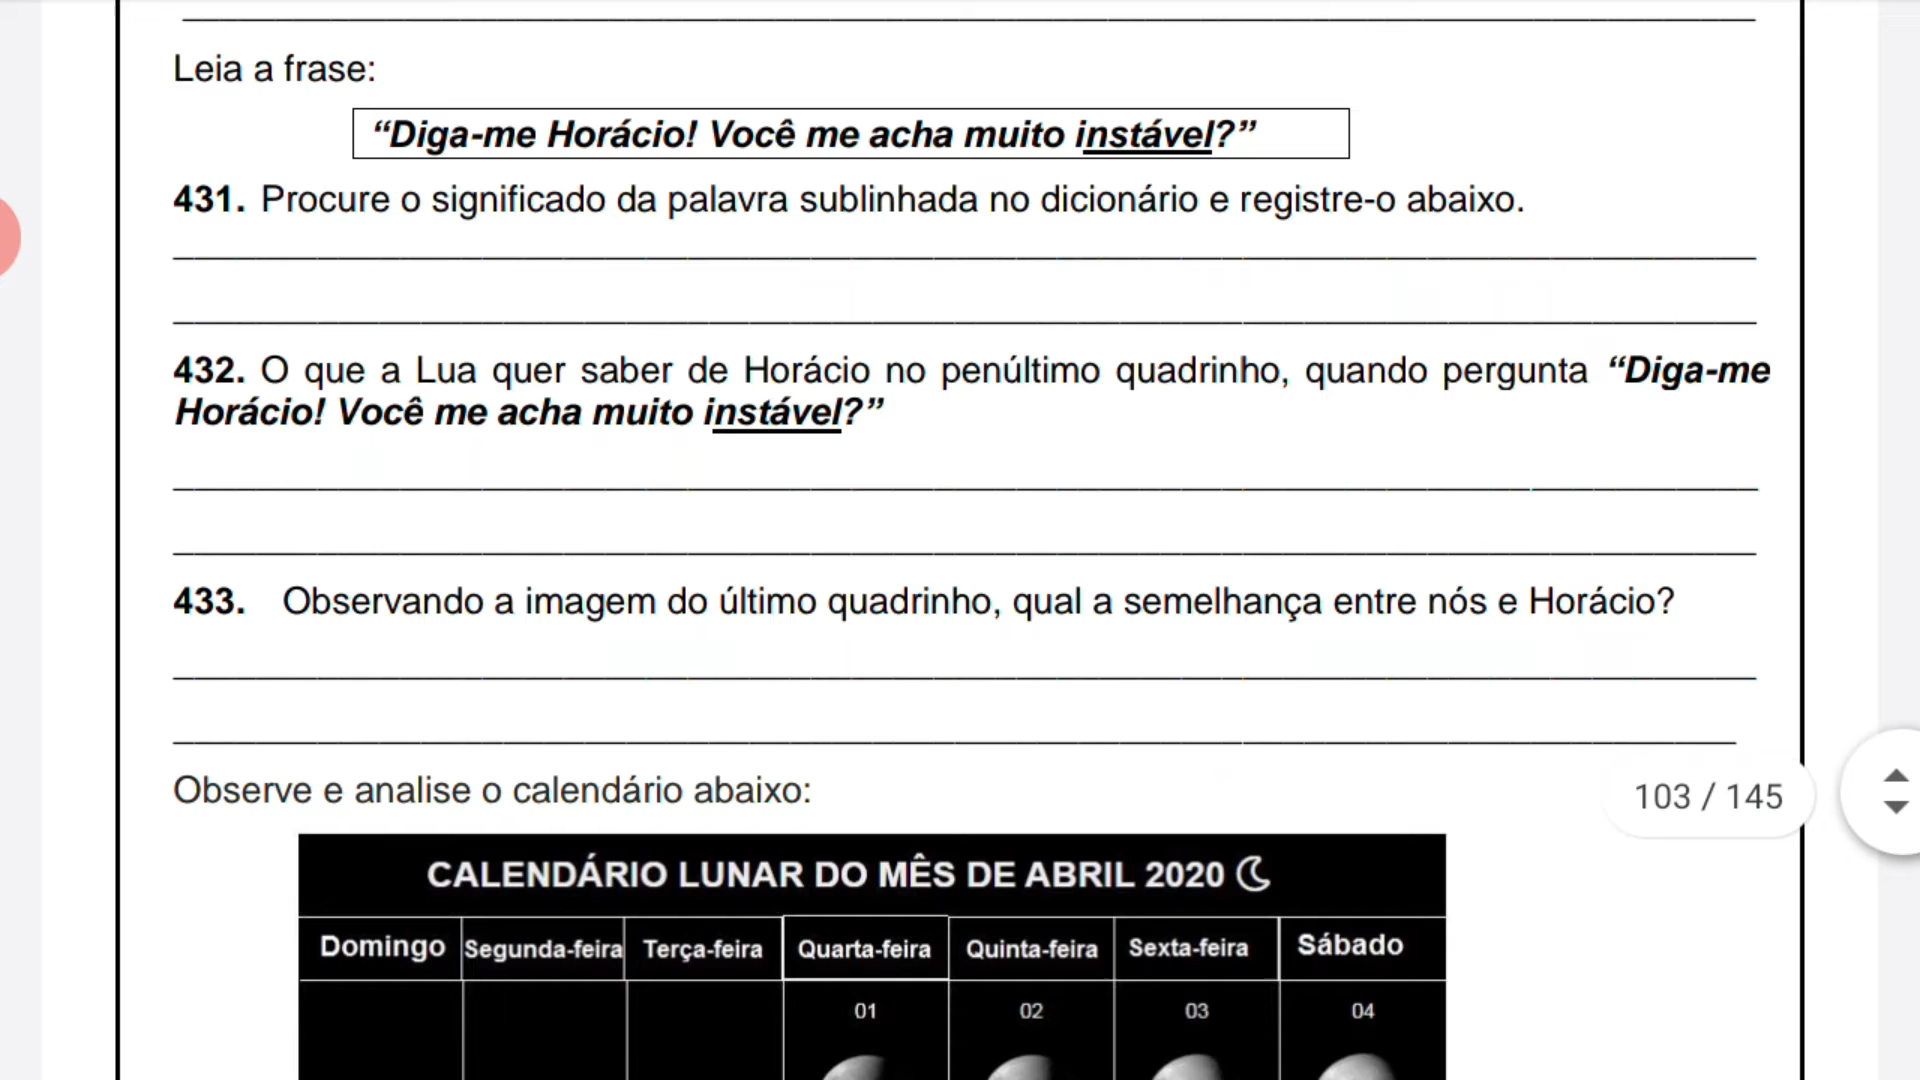 Leia a frase:
“Diga-me Horácio! Você me acha muito instável?”
431. Procure o significado da palavra sublinhada no dicionário e registre-o abaixo.
432. O que a Lua quer saber de Horácio no penúltimo quadrinho, quando pergunta “Diga-me
Horácio! Você me acha muito instável?”
433. Observando a imagem do último quadrinho, qual a semelhança entre nós e Horácio?
Observe e analise o calendário abaixo:
103 / 145
CALENDÁRIO LUNAR DO MÊS DE ABRIL 2020
Domingo Segunda-feira Terça-feira Quarta-feira Quinta-feira Sexta-feira Sábado
01 02 03 04